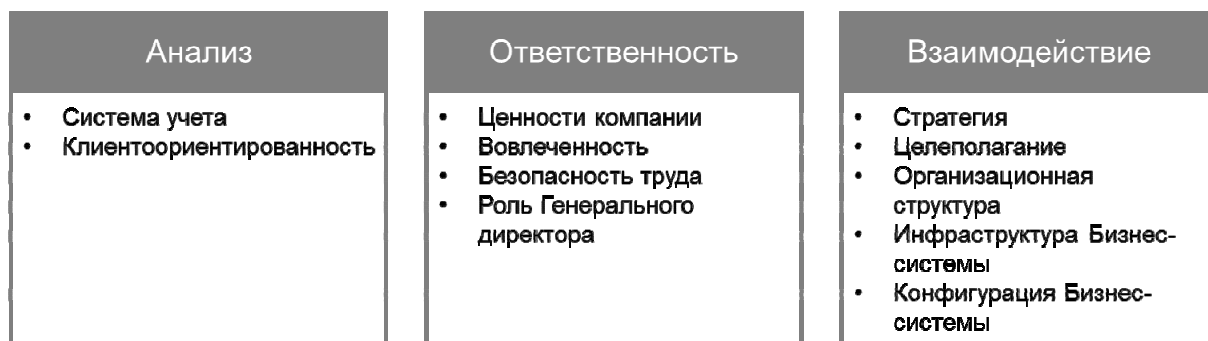 Анализ
• Система учета
• Клиентоориентированность
Ответственность
• Ценности компании
• Вовлеченность
• Безопасность труда
• Роль Генерального
директора
Взаимодействие
• Стратегия
• Целеполагание
• Организационная
структура
• Инфраструктура Бизнес-
системы
• Конфигурация Бизнес-
системы